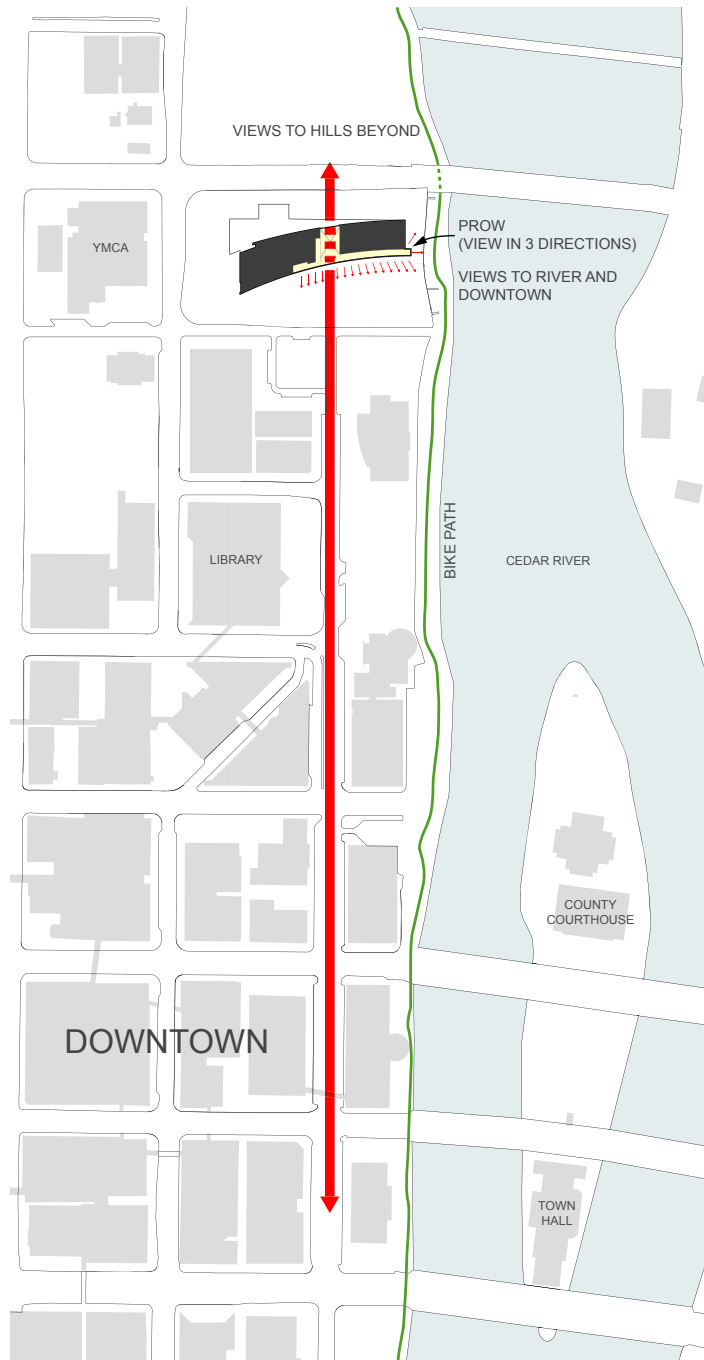 VIEWS TO HILLS BEYOND
PROW
(VIEW IN 3 DIRECTIONS)
YMCA
VIEWS TO RIVER AND
DOWNTOWN
BIKE PATH
LIBRARY
CEDAR RIVER
COUNTY
COURTHOUSE
DOWNTOWN
TOWN
HALL